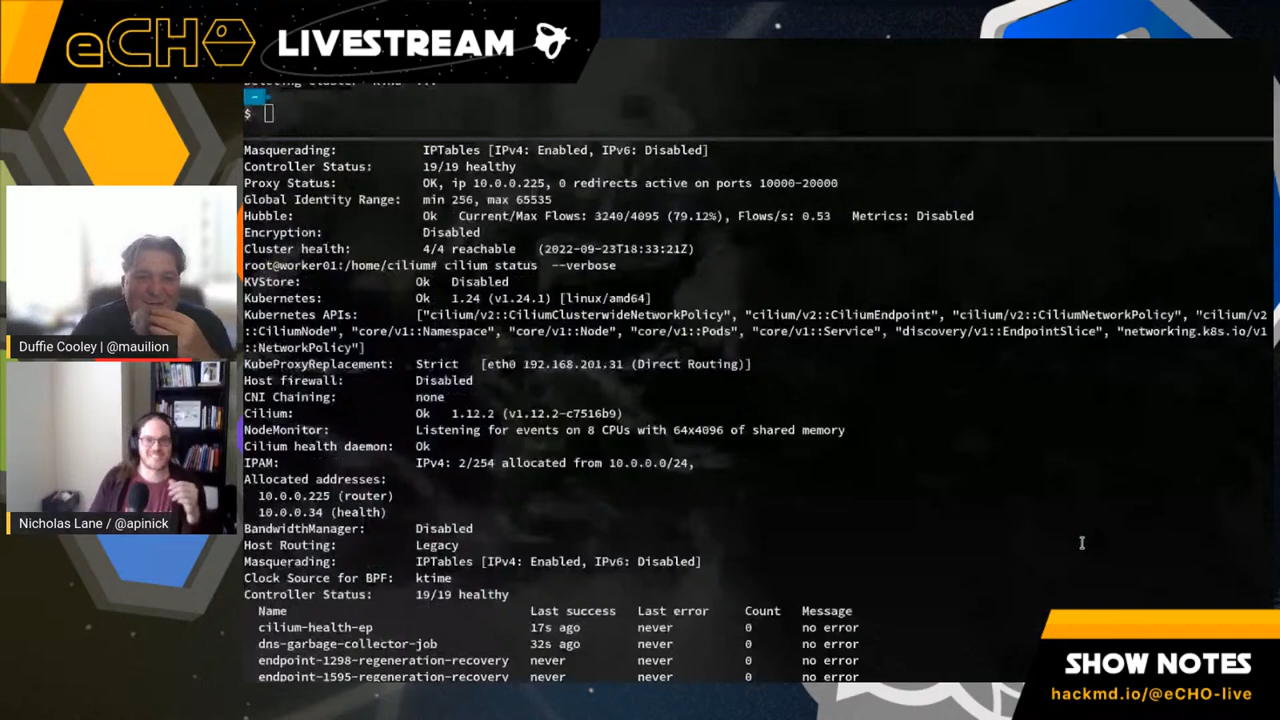 eCHO LIVESTREAM
~
$
Masquerading: IPTables [IPv4: Enabled, IPv6: Disabled]
Controller Status: 19/19 healthy
Proxy Status: OK, ip 10.0.0.225, 0 redirects active on ports 10000-20000
Global Identity Range: min 256, max 65535
Hubble: Ok Current/Max Flows: 3240/4095 (79.12%), Flows/s: 0.53 Metrics: Disabled
Encryption: Disabled
Cluster health: 4/4 reachable (2022-09-23T18:33:21Z)
root@worker01:/home/cilium# cilium status --verbose
KVStore: Ok Disabled
Kubernetes: Ok 1.24 (v1.24.1) [linux/amd64]
Kubernetes APIs: ["cilium/v2::CiliumClusterwideNetworkPolicy", "cilium/v2::CiliumEndpoint", "cilium/v2::CiliumNetworkPolicy", "cilium/v2
::CiliumNode", "core/v1::Namespace", "core/v1::Node", "core/v1::Pods", "core/v1::Service", "discovery/v1::EndpointSlice", "networking.k8s.io/v1
::NetworkPolicy"]
KubeProxyReplacement: Strict [eth0 192.168.201.31 (Direct Routing)]
Host firewall: Disabled
CNI Chaining: none
Cilium: Ok 1.12.2 (v1.12.2-c7516b9)
NodeMonitor: Listening for events on 8 CPUs with 64x4096 of shared memory
Cilium health daemon: Ok
IPAM: IPv4: 2/254 allocated from 10.0.0.0/24,
Allocated addresses:
10.0.0.225 (router)
10.0.0.34 (health)
BandwidthManager: Disabled
Host Routing: Legacy
Masquerading: IPTables [IPv4: Enabled, IPv6: Disabled]
Clock Source for BPF: ktime
Controller Status: 19/19 healthy
Name Last success Last error Count Message
cilium-health-ep 17s ago never 0 no error
dns-garbage-collector-job 32s ago never 0 no error
endpoint-1298-regeneration-recovery never never 0 no error
endpoint-1595-regeneration-recovery never never 0 no error
Duffie Cooley | @mauilion
Nicholas Lane / @apinick
SHOW NOTES
hackmd.io/@eCHO-live